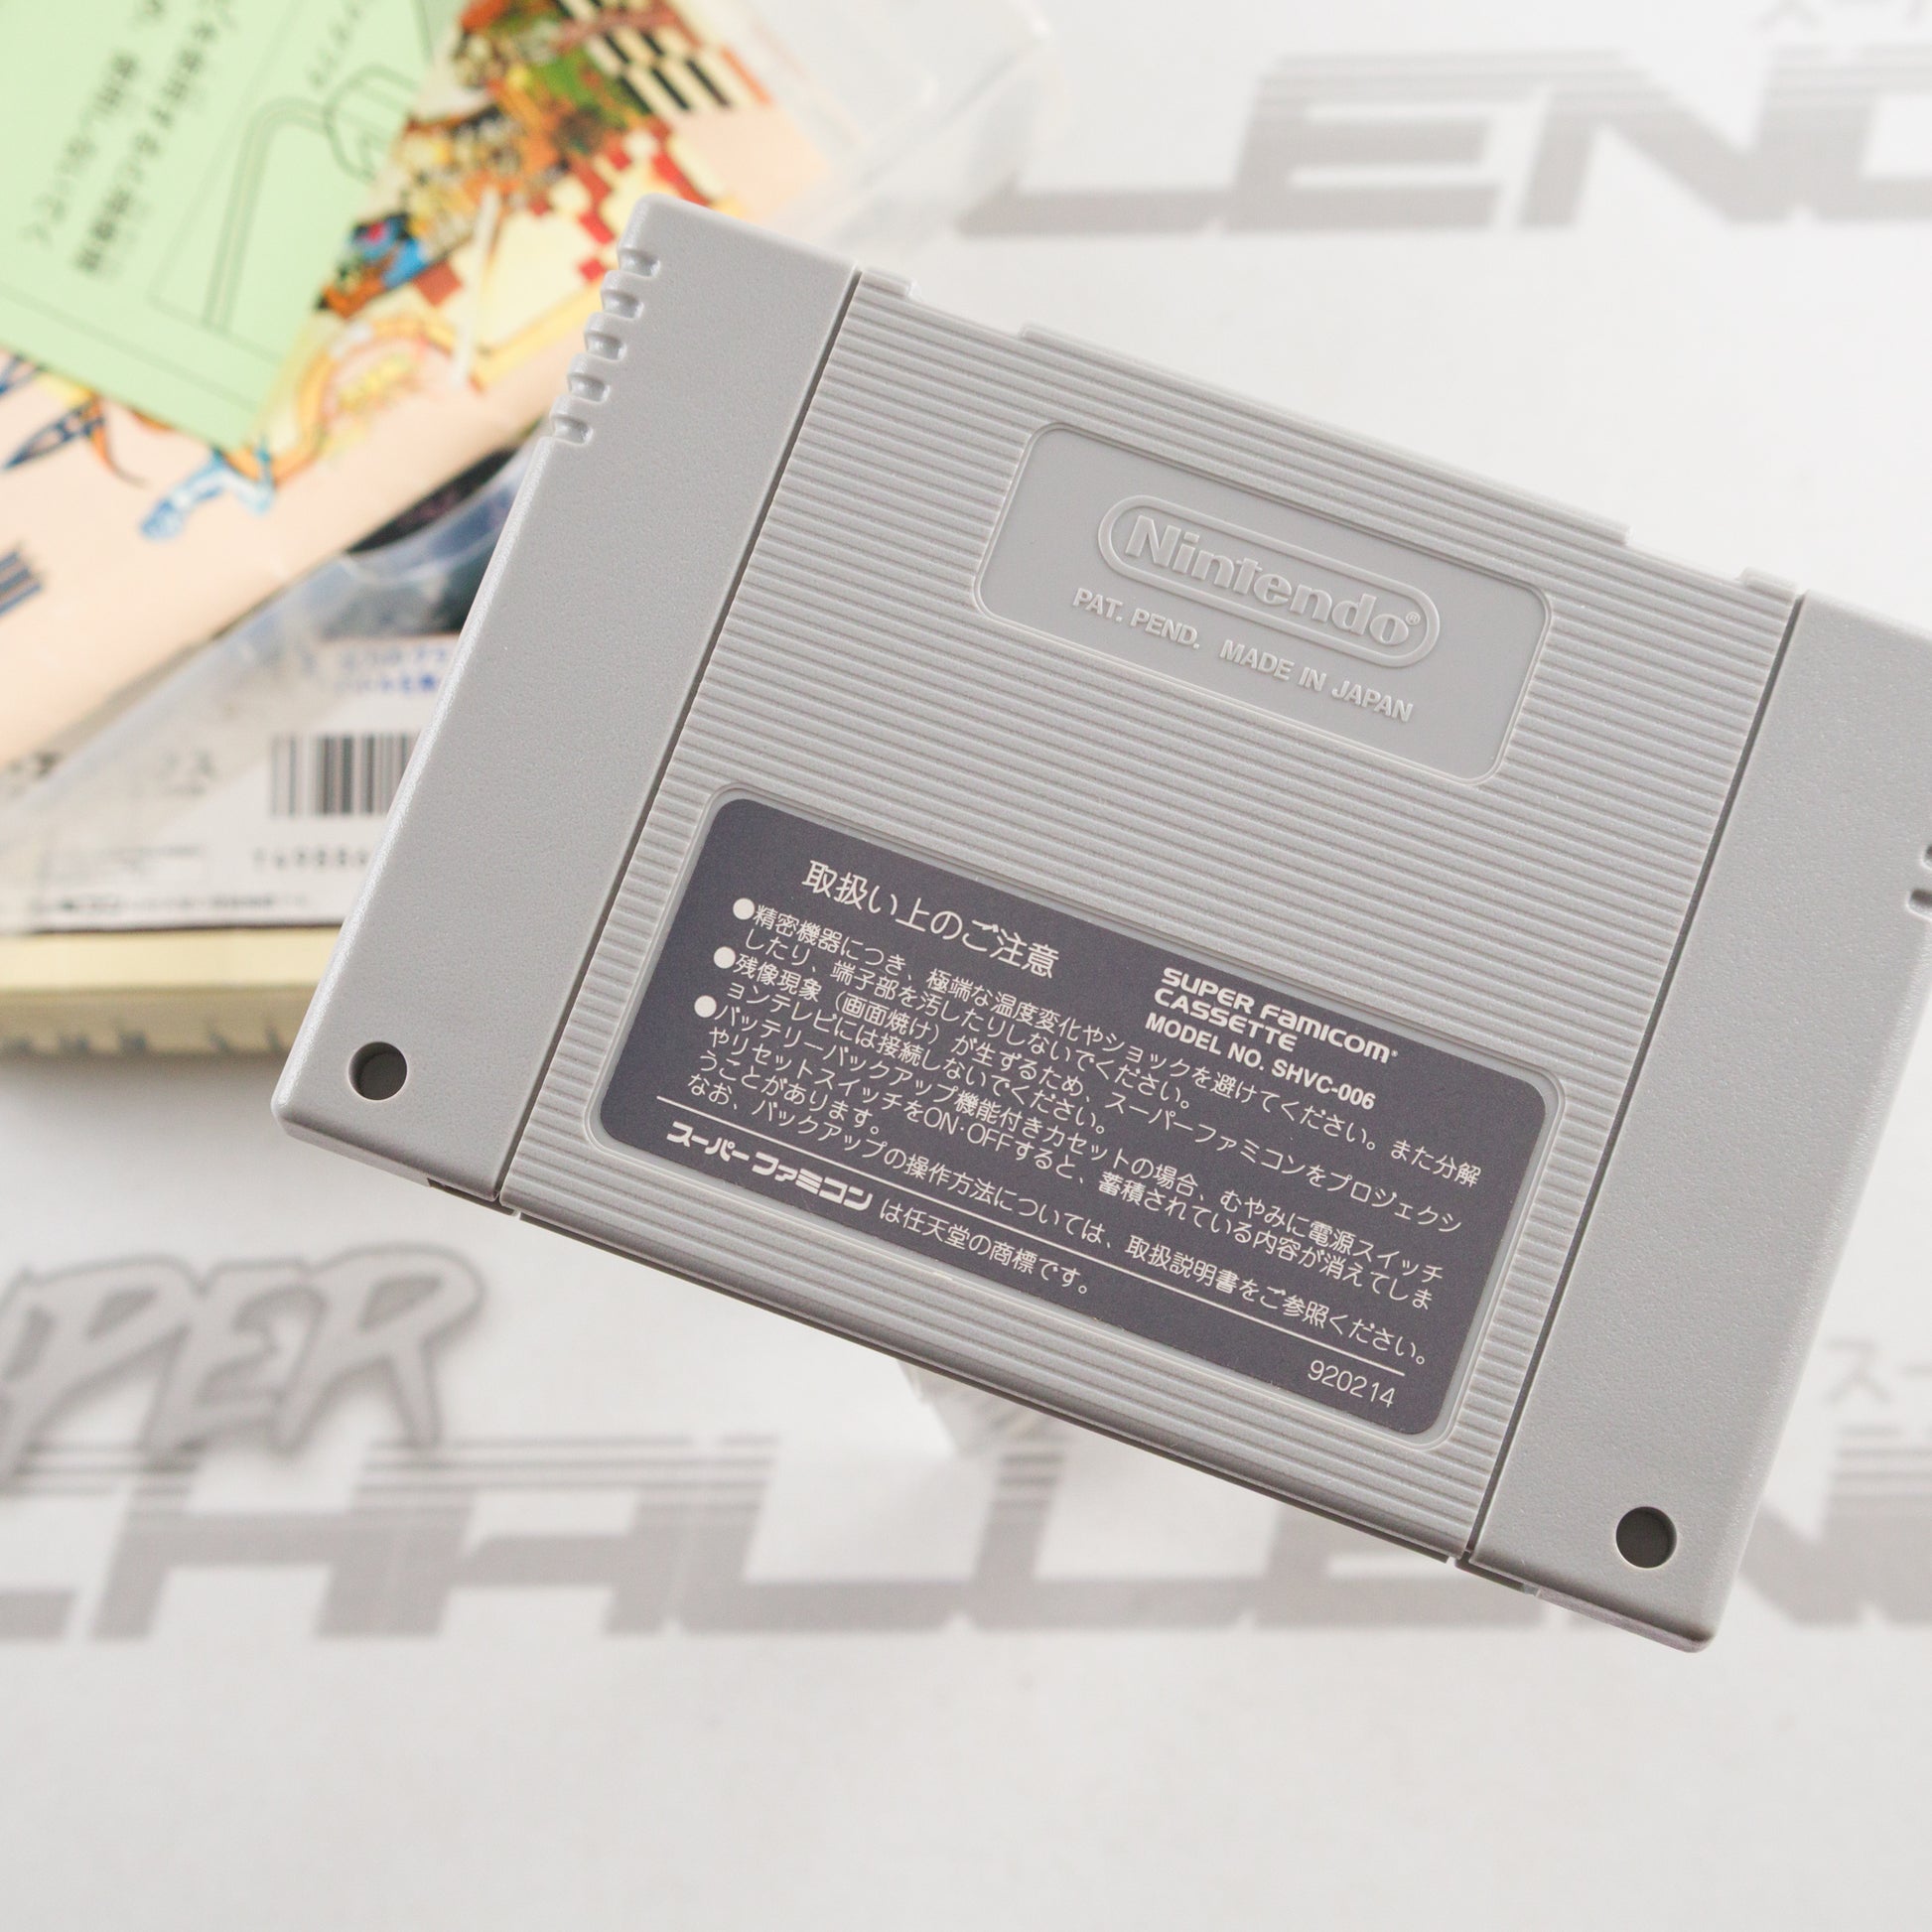 LEN
Nintendo®
PAT. PEND. MADE IN JAPAN
取扱い上のご注意
SUPER FAMICOM®
CASSETTE
MODEL NO. SHVC-006
●精密機器につき、極端な温度変化やショックを避けてください。また分解
したり、端子部を汚したりしないでください。
●残像現象（画面焼け）が生ずるため、スーパーファミコンをプロジェクシ
ョンテレビには接続しないでください。
●バッテリーバックアップ機能付きカセットの場合、むやみに電源スイッチ
やリセットスイッチをON·OFFすると、蓄積されている内容が消えてしま
うことがあります。
なお、バックアップの操作方法については、取扱説明書をご参照ください。
スーパーファミコン は任天堂の商標です。
920214
PER
HALLEN